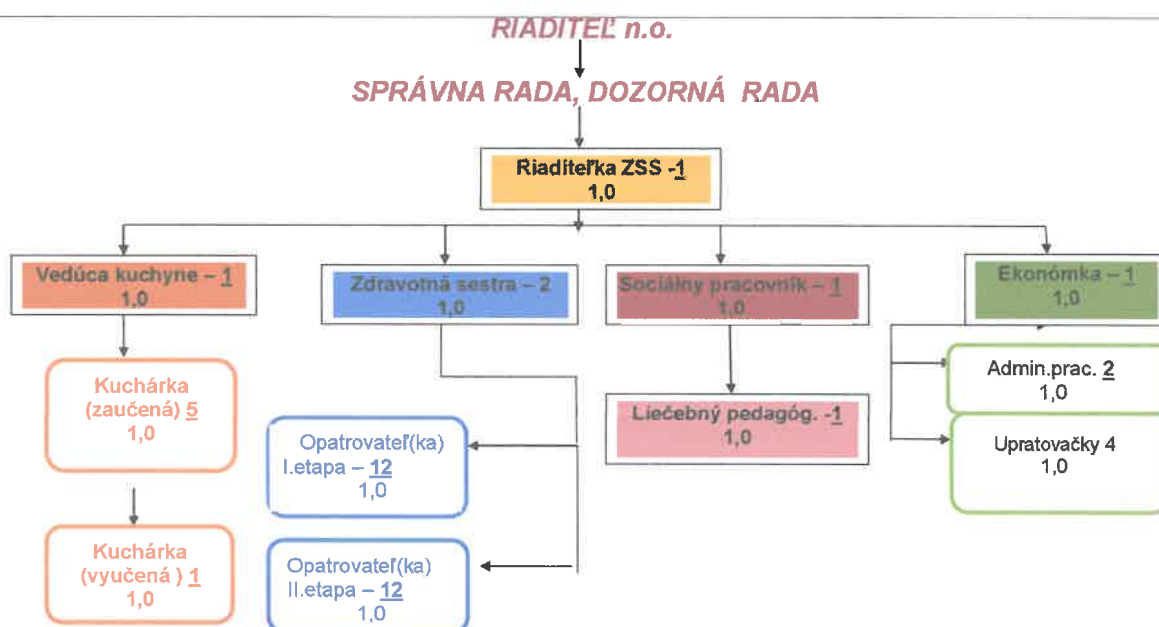 RIADITEĽ n.o.
SPRÁVNA RADA, DOZORNÁ RADA
Riaditeľka ZSS -1
1,0
Vedúca kuchyne – 1
1,0
Zdravotná sestra – 2
1,0
Sociálny pracovník – 1
1,0
Ekonómka – 1
1,0
Kuchárka
(zaučená) 5
1,0
Kuchárka
(vyučená ) 1
1,0
Opatrovateľ(ka)
I.etapa – 12
1,0
Opatrovateľ(ka)
II.etapa – 12
1,0
Liečebný pedagóg. -1
1,0
Admin.prac. 2
1,0
Upratovačky 4
1,0